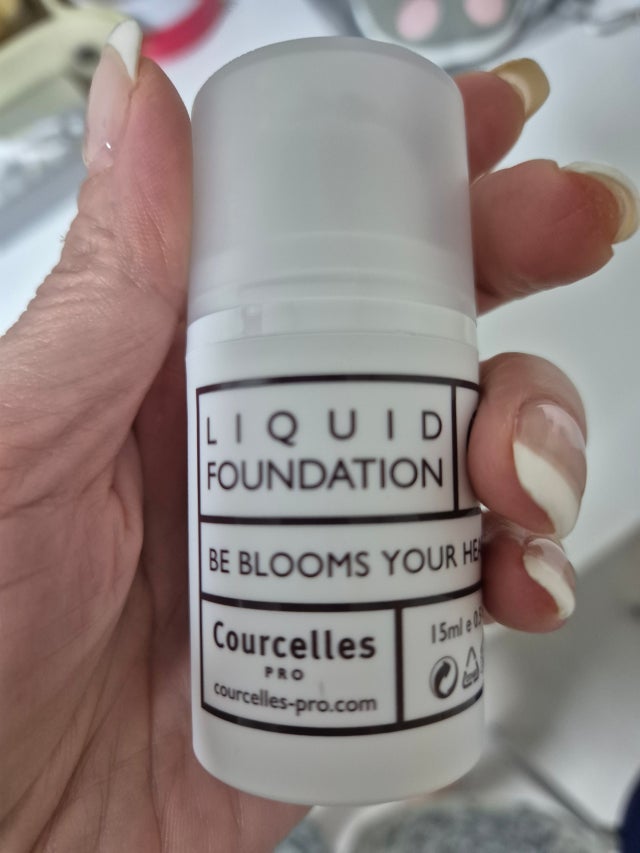 LIQUID
FOUNDATION
BE BLOOMS YOUR
Courcelles
PRO
courcelles-pro.com
15ml e